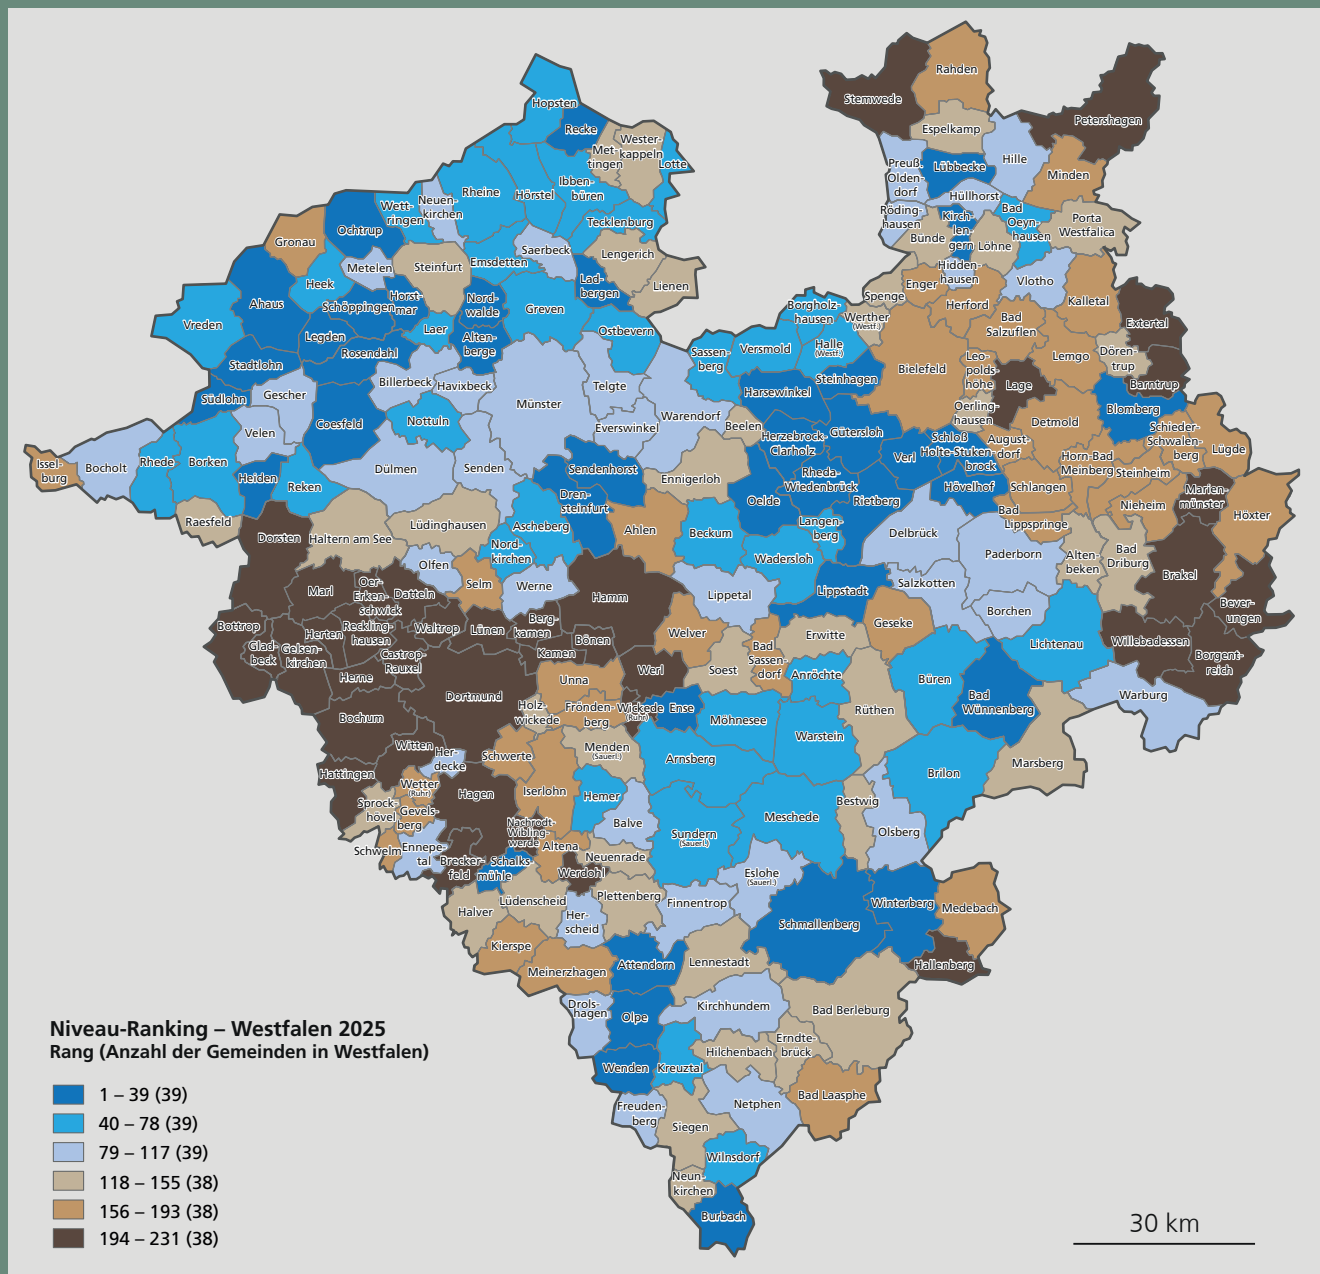 Rahden
Stemwede
Petershagen
Espelkamp
Hopsten
Recke
Wester-
kappeln
Met-
tingen
Lotte
Preuß.
Olden-
dorf
Lübbecke
Hille
Minden
Rheine
Hörstel
Ibben-
büren
Hüllhorst
Wett-
ringen
Neuen-
kirchen
Tecklenburg
Röding-
hausen
Kirch-
len-
gern
Bad
Oeyn-
hausen
Porta
Westfalica
Ochtrup
Gronau
Bünde
Löhne
Saerbeck
Lengerich
Metelen
Steinfurt
Emsdetten
Hidden-
hausen
Vlotho
Heek
Lad-
bergen
Lienen
Enger
Spenge
Herford
Kalletal
Ahaus
Schöppingen
Horst-
mar
Nord-
walde
Greven
Borgholz-
hausen
Werther
(Westf.)
Bad
Salzuflen
Extertal
Vreden
Legden
Laer
Ostbevern
Alten-
berge
Rosendahl
Sassen-
berg
Versmold
Halle
(Westf.)
Lemgo
Dören-
trup
Leo-
polds-
höhe
Stadtlohn
Bielefeld
Steinhagen
Lage
Barntrup
Billerbeck
Havixbeck
Telgte
Gescher
Harsewinkel
Südlohn
Münster
Oerling-
hausen
Blomberg
Warendorf
Coesfeld
Nottuln
Everswinkel
Beelen
Detmold
Velen
Herzebrock-
Clarholz
Gütersloh
Schieder-
Schwalen-
berg
Schloß
Holte-Stuken-
brock
August-
dorf
Lügde
Rhede
Borken
Verl
Horn-Bad
Meinberg
Issel-
burg
Bocholt
Dülmen
Senden
Sendenhorst
Rheda-
Wiedenbrück
Steinheim
Heiden
Reken
Ennigerloh
Hövelhof
Schlangen
Marien-
münster
Dren-
steinfurt
Oelde
Rietberg
Nieheim
Höxter
Raesfeld
Lüdinghausen
Ascheberg
Ahlen
Langen-
berg
Bad
Lippspringe
Dorsten
Haltern am See
Beckum
Delbrück
Nord-
kirchen
Paderborn
Alten-
beken
Bad
Driburg
Wadersloh
Olfen
Brakel
Selm
Werne
Salzkotten
Marl
Oer-
Erken-
schwick
Datteln
Hamm
Lippetal
Lippstadt
Borchen
Bever-
ungen
Bottrop
Herten
Reckling-
hausen
Waltrop
Lünen
Berg-
kamen
Welver
Geseke
Glad-
beck
Gelsen-
kirchen
Bönen
Erwitte
Willebadessen
Lichtenau
Castrop-
Rauxel
Kamen
Bad
Sassen-
dorf
Borgent-
reich
Herne
Unna
Werl
Soest
Anröchte
Büren
Dortmund
Bad
Wünnenberg
Warburg
Holz-
wickede
Frönden-
berg
Wickede
(Ruhr)
Ense
Möhnesee
Rüthen
Bochum
Warstein
Witten
Her-
decke
Schwerte
Menden
(Sauerl.)
Arnsberg
Marsberg
Hattingen
Brilon
Wetter
(Ruhr)
Hagen
Iserlohn
Hemer
Bestwig
Sprock-
hövel
Gevels-
berg
Balve
Meschede
Olsberg
Nachrodt-
Wibling-
werde
Sundern
(Sauerl.)
Schwelm
Ennepe-
tal
Altena
Neuenrade
Brecker-
feld
Schalks-
mühle
Werdohl
Eslohe
(Sauerl.)
Plettenberg
Finnentrop
Lüdenscheid
Winterberg
Medebach
Halver
Her-
scheid
Schmallenberg
Kierspe
Lennestadt
Hallenberg
Meinerzhagen
Attendorn
Drols-
hagen
Kirchhundem
Bad Berleburg
Olpe
Hilchenbach
Erndte-
brück
Wenden
Kreuztal
Bad Laasphe
Freuden-
berg
Netphen
Siegen
Wilnsdorf
Neun-
kirchen
Burbach
Niveau-Ranking – Westfalen 2025
Rang (Anzahl der Gemeinden in Westfalen)
1 – 39 (39)
40 – 78 (39)
79 – 117 (39)
118 – 155 (38)
156 – 193 (38)
194 – 231 (38)
30 km